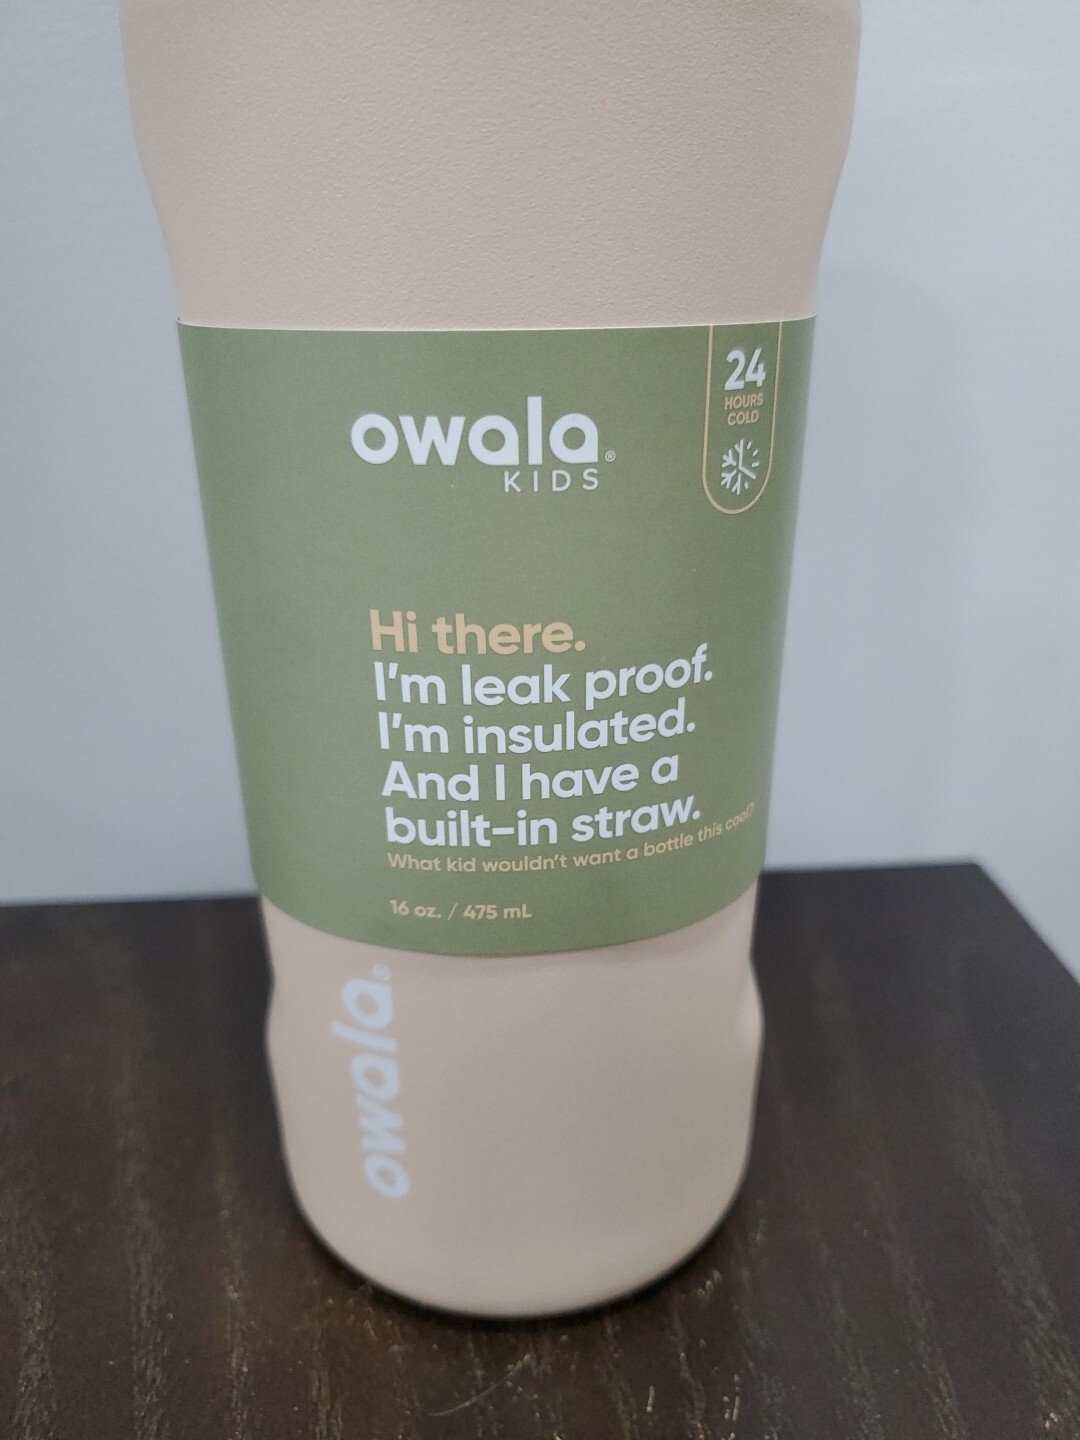 owala®
KIDS
24
HOURS
COLD
Hi there.
I'm leak proof.
I'm insulated.
And I have a
built-in straw.
What kid wouldn't want a bottle this cool?
16 oz. / 475 mL
owala®